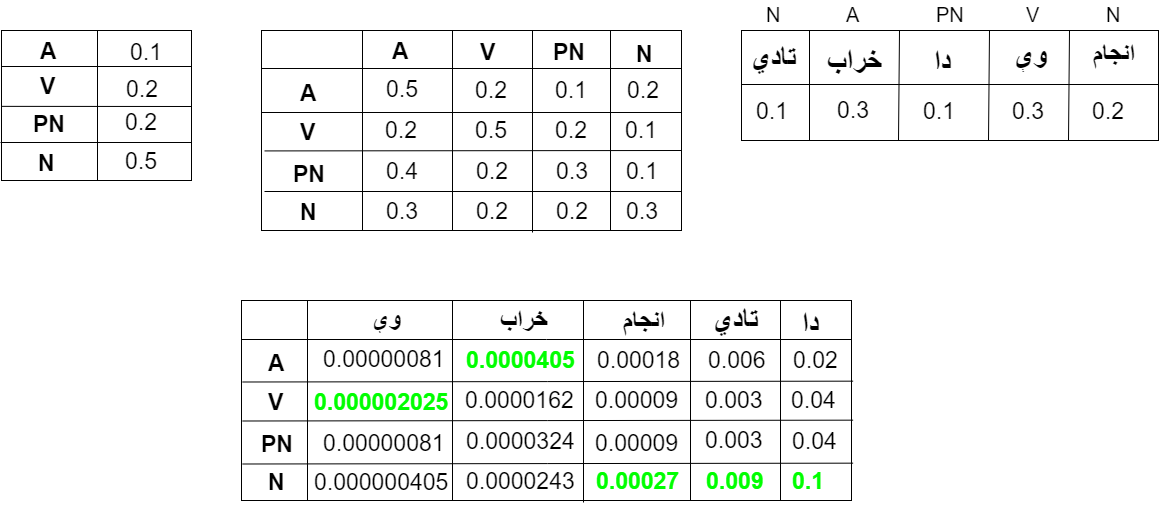 A 0.1
V 0.2
PN 0.2
N 0.5
A V PN N
A 0.5 0.2 0.1 0.2
V 0.2 0.5 0.2 0.1
PN 0.4 0.2 0.3 0.1
N 0.3 0.2 0.2 0.3
N A PN V N
تادي خراب دا وې انجام
0.1 0.3 0.1 0.3 0.2
وې خراب انجام تادي دا
A 0.00000081 0.0000405 0.00018 0.006 0.02
V 0.000002025 0.0000162 0.00009 0.003 0.04
PN 0.00000081 0.0000324 0.00009 0.003 0.04
N 0.000000405 0.0000243 0.00027 0.009 0.1